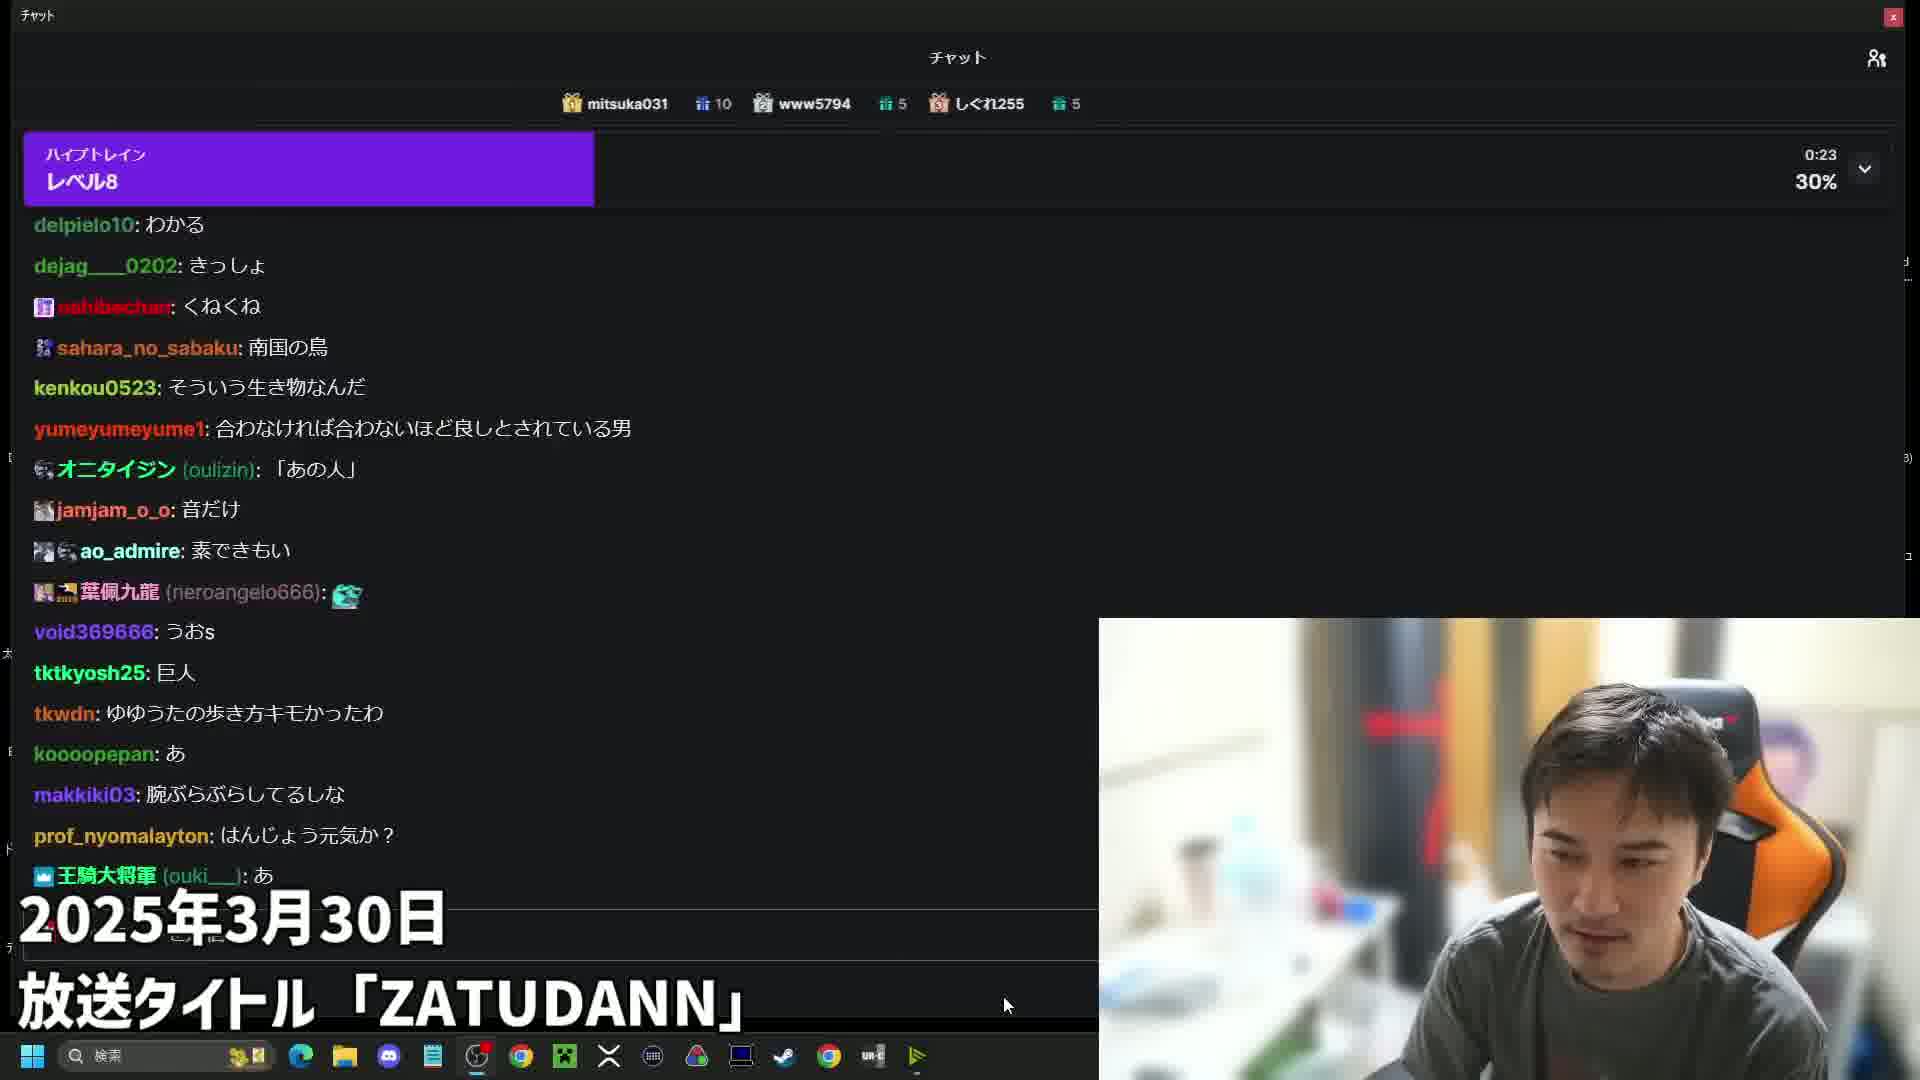 チャット
チャット
mitsuka031 10 www5794 5 しぐれ255 5
ハイプトレイン
レベル8
0:23
30%
delpielo10: わかる
dejag____0202: きっしょ
oshibechan: くねくね
sahara_no_sabaku: 南国の鳥
kenkou0523: そういう生き物なんだ
yumeyumeyume1: 合わなければ合わないほど良しとされている男
オニタイジン (oulizin): 「あの人」
jamjam_o_o: 音だけ
ao_admire: 素できもい
葉佩九龍 (neroangelo666):
void369666: うおs
tktkyosh25: 巨人
tkwdn: ゆゆうたの歩き方キモかったわ
koooopepan: あ
makkiki03: 腕ぶらぶらしてるしな
prof_nyomalayton: はんじょう元気か？
王騎大将軍 (ouki___): あ
2025年3月30日
放送タイトル「ZATUDANN」
検索
UR-C